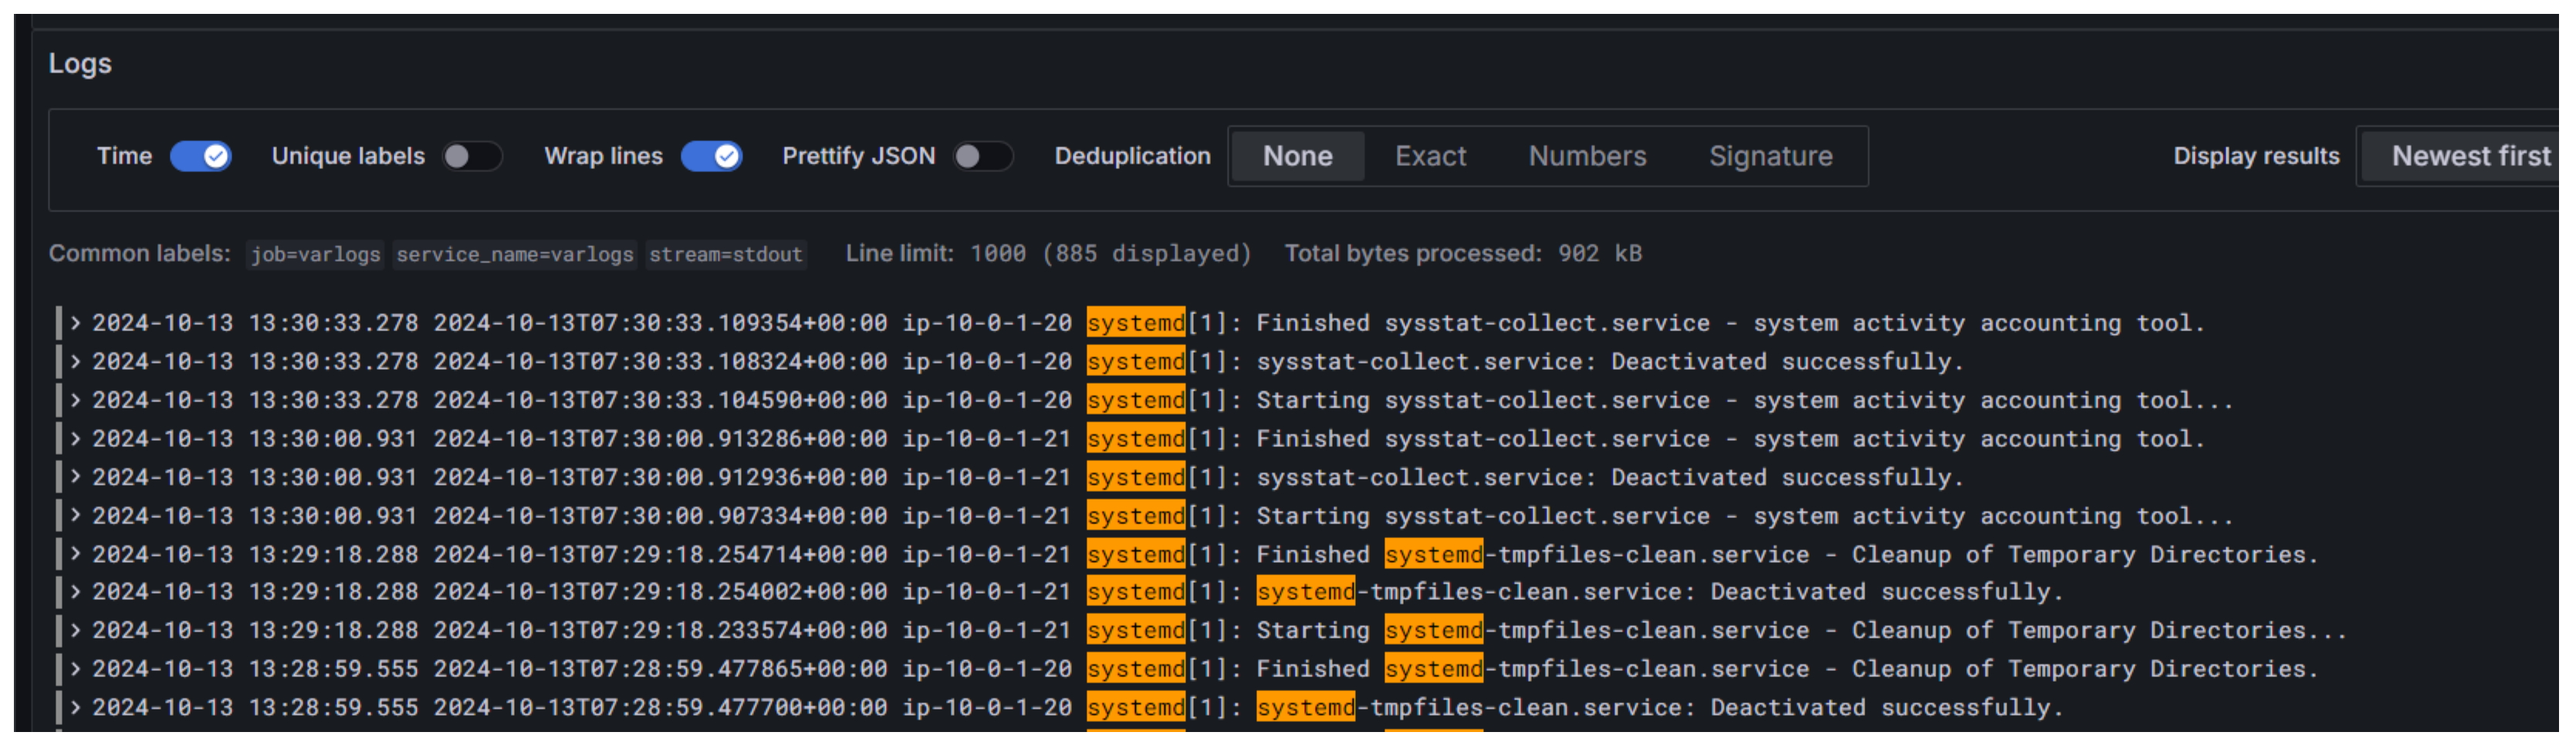 Logs
Time Unique labels Wrap lines Prettify JSON Deduplication None Exact Numbers Signature Display results Newest first
Common labels: job=varlogs service_name=varlogs stream=stdout Line limit: 1000 (885 displayed) Total bytes processed: 902 kB
> 2024-10-13 13:30:33.278 2024-10-13T07:30:33.109354+00:00 ip-10-0-1-20 systemd[1]: Finished sysstat-collect.service - system activity accounting tool.
> 2024-10-13 13:30:33.278 2024-10-13T07:30:33.108324+00:00 ip-10-0-1-20 systemd[1]: sysstat-collect.service: Deactivated successfully.
> 2024-10-13 13:30:33.278 2024-10-13T07:30:33.104590+00:00 ip-10-0-1-20 systemd[1]: Starting sysstat-collect.service - system activity accounting tool...
> 2024-10-13 13:30:00.931 2024-10-13T07:30:00.913286+00:00 ip-10-0-1-21 systemd[1]: Finished sysstat-collect.service - system activity accounting tool.
> 2024-10-13 13:30:00.931 2024-10-13T07:30:00.912936+00:00 ip-10-0-1-21 systemd[1]: sysstat-collect.service: Deactivated successfully.
> 2024-10-13 13:30:00.931 2024-10-13T07:30:00.907334+00:00 ip-10-0-1-21 systemd[1]: Starting sysstat-collect.service - system activity accounting tool...
> 2024-10-13 13:29:18.288 2024-10-13T07:29:18.254714+00:00 ip-10-0-1-21 systemd[1]: Finished systemd-tmpfiles-clean.service - Cleanup of Temporary Directories.
> 2024-10-13 13:29:18.288 2024-10-13T07:29:18.254002+00:00 ip-10-0-1-21 systemd[1]: systemd-tmpfiles-clean.service: Deactivated successfully.
> 2024-10-13 13:29:18.288 2024-10-13T07:29:18.233574+00:00 ip-10-0-1-21 systemd[1]: Starting systemd-tmpfiles-clean.service - Cleanup of Temporary Directories...
> 2024-10-13 13:28:59.555 2024-10-13T07:28:59.477865+00:00 ip-10-0-1-20 systemd[1]: Finished systemd-tmpfiles-clean.service - Cleanup of Temporary Directories.
> 2024-10-13 13:28:59.555 2024-10-13T07:28:59.477700+00:00 ip-10-0-1-20 systemd[1]: systemd-tmpfiles-clean.service: Deactivated successfully.